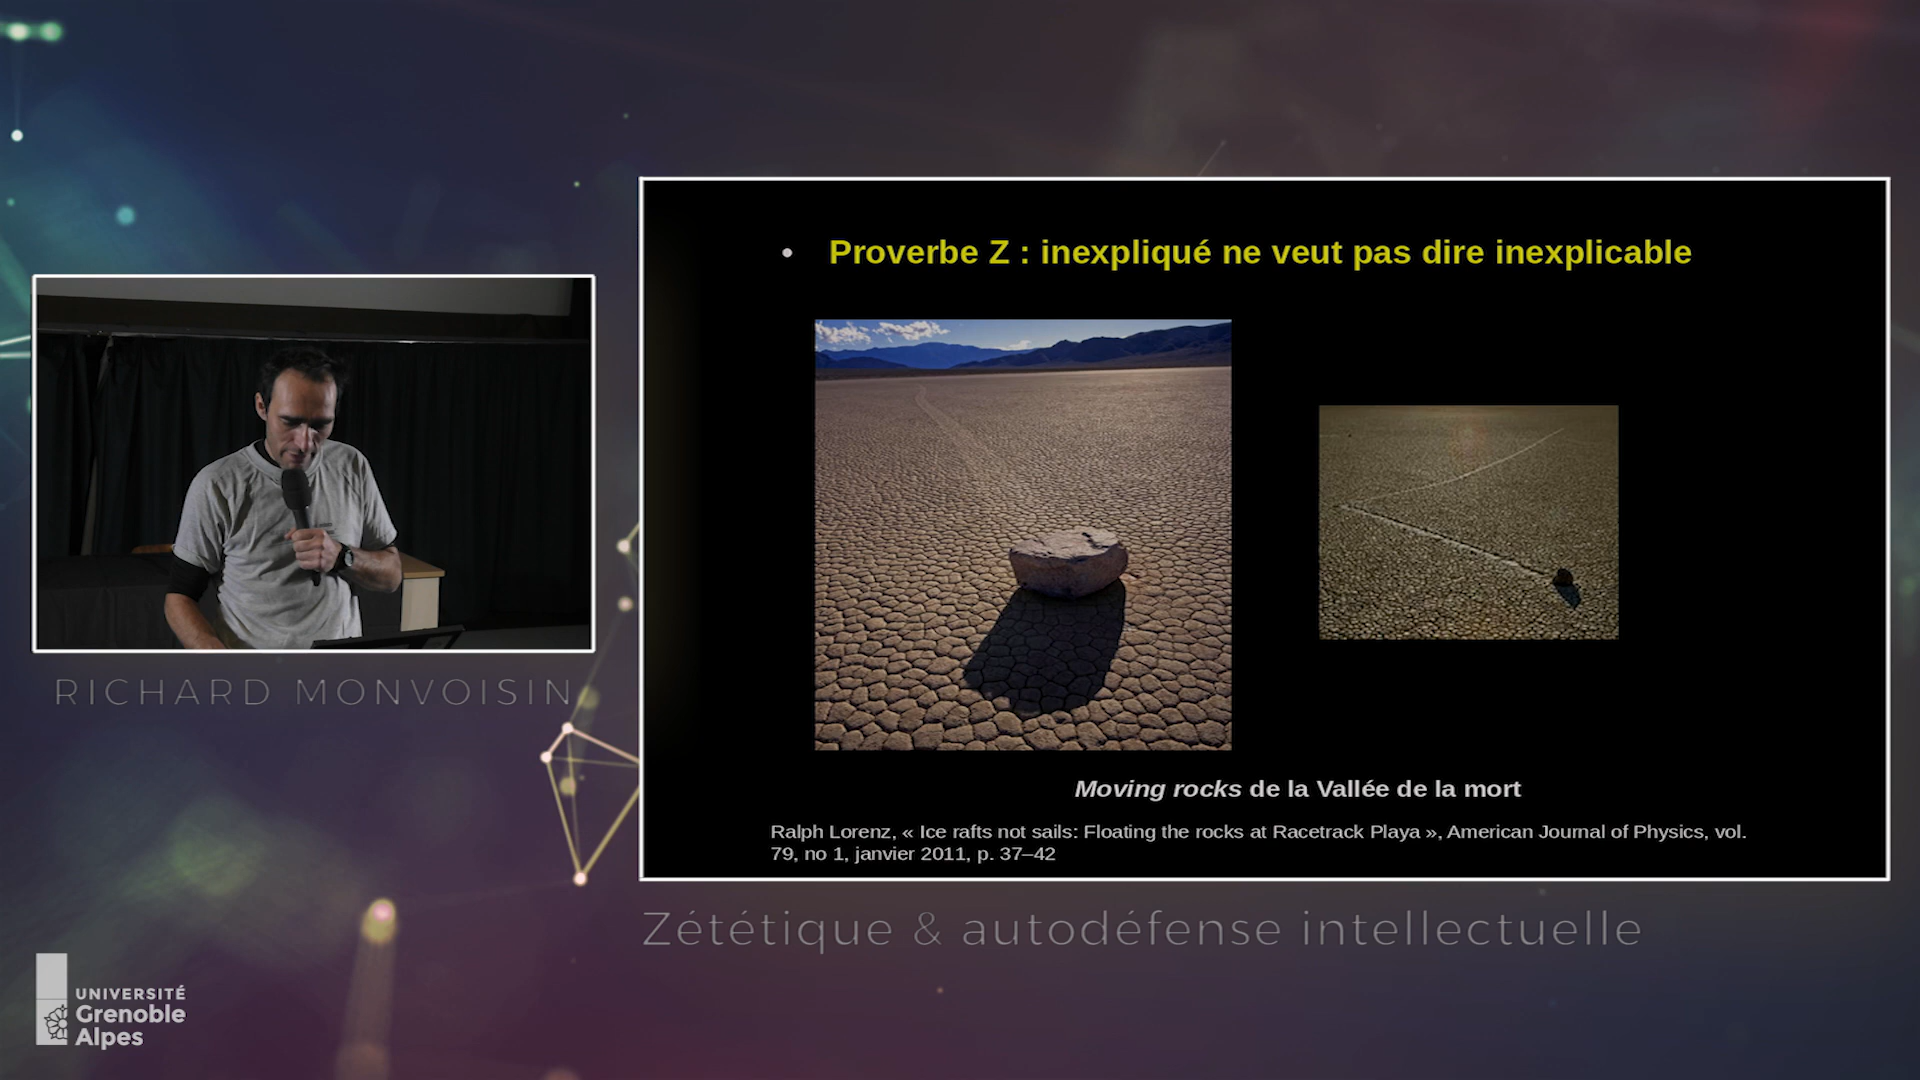 • Proverbe Z : inexpliqué ne veut pas dire inexplicable
Moving rocks de la Vallée de la mort
Ralph Lorenz, « Ice rafts not sails: Floating the rocks at Racetrack Playa », American Journal of Physics, vol.
79, no 1, janvier 2011, p. 37–42
RICHARD MONVOISIN
Zététique & autodéfense intellectuelle
UNIVERSITÉ
Grenoble
Alpes